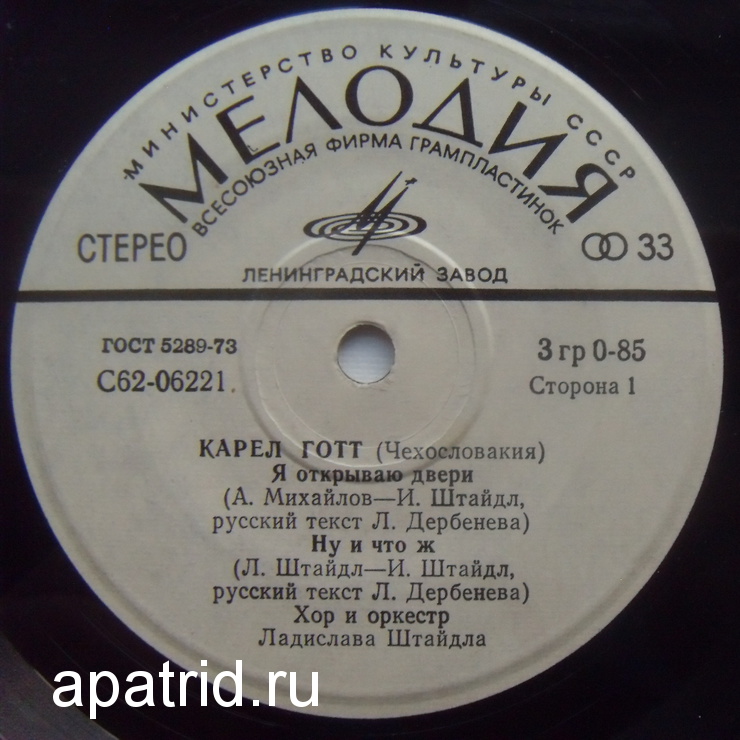 МИНИСТЕРСТВО КУЛЬТУРЫ СССР
МЕЛОДИЯ
ВСЕСОЮЗНАЯ ФИРМА ГРАМПЛАСТИНОК
СТЕРЕО
33
ЛЕНИНГРАДСКИЙ ЗАВОД
ГОСТ 5289-73
3 гр 0-85
С62-06221.
Сторона 1
КАРЕЛ ГОТТ (Чехословакия)
Я открываю двери
(А. Михайлов—И. Штайдл,
русский текст Л. Дербенева)
Ну и что ж
(Л. Штайдл—И. Штайдл,
русский текст Л. Дербенева)
Хор и оркестр
Ладислава Штайдла
apatrid.ru